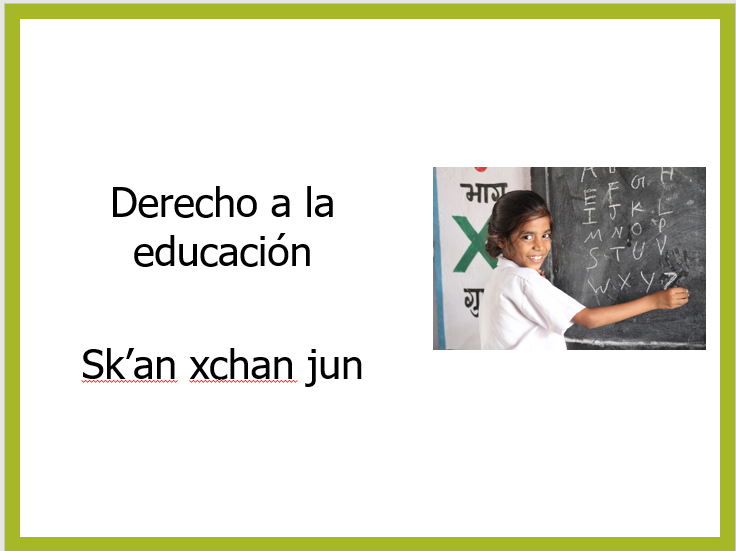 Derecho a la
educación
Sk’an xchan jun
भाग
X
गु
A B G H
E F
I J K L
M N O P
S T U V
W X Y Z